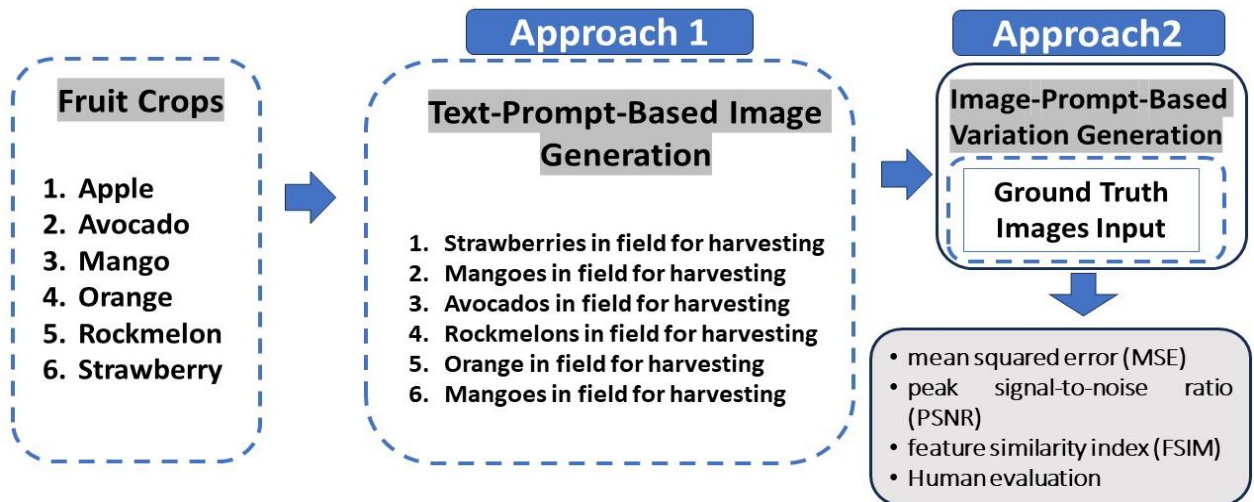 Fruit Crops
1. Apple
2. Avocado
3. Mango
4. Orange
5. Rockmelon
6. Strawberry
Approach 1
Text-Prompt-Based Image
Generation
1. Strawberries in field for harvesting
2. Mangoes in field for harvesting
3. Avocados in field for harvesting
4. Rockmelons in field for harvesting
5. Orange in field for harvesting
6. Mangoes in field for harvesting
Approach2
Image-Prompt-Based
Variation Generation
Ground Truth
Images Input
• mean squared error (MSE)
• peak signal-to-noise ratio
(PSNR)
• feature similarity index (FSIM)
• Human evaluation